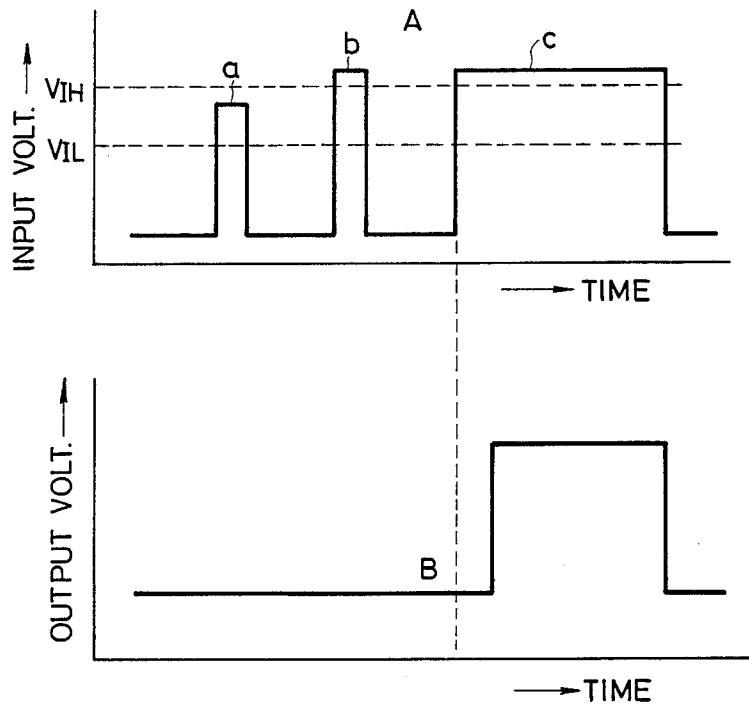 A
a
b
c
VIH
VIL
INPUT VOLT.
TIME
OUTPUT VOLT.
B
TIME